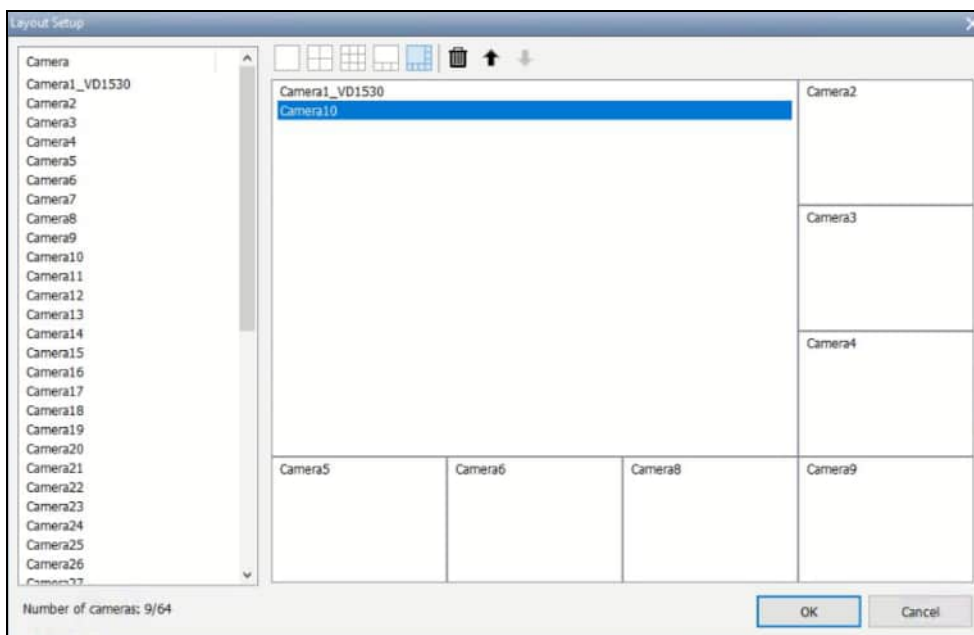 Layout Setup
Camera
Camera1_VD1530
Camera2
Camera3
Camera4
Camera5
Camera6
Camera7
Camera8
Camera9
Camera10
Camera11
Camera12
Camera13
Camera14
Camera15
Camera16
Camera17
Camera18
Camera19
Camera20
Camera21
Camera22
Camera23
Camera24
Camera25
Camera26
Camera27
Camera1_VD1530
Camera10
Camera2
Camera3
Camera4
Camera5
Camera6
Camera8
Camera9
Number of cameras: 9/64
OK
Cancel